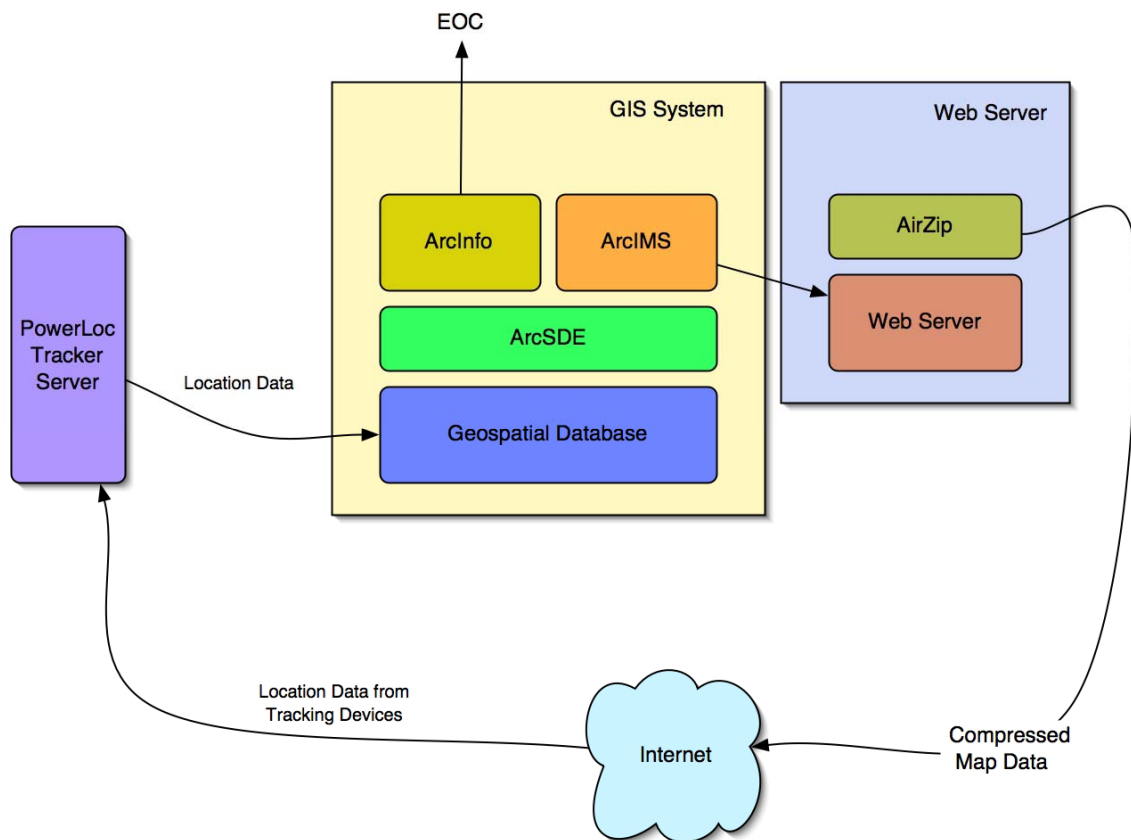 EOC
GIS System
Web Server
ArcInfo
ArcIMS
AirZip
PowerLoc
Tracker
Server
ArcSDE
Web Server
Location Data
Geospatial Database
Location Data from
Tracking Devices
Internet
Compressed
Map Data